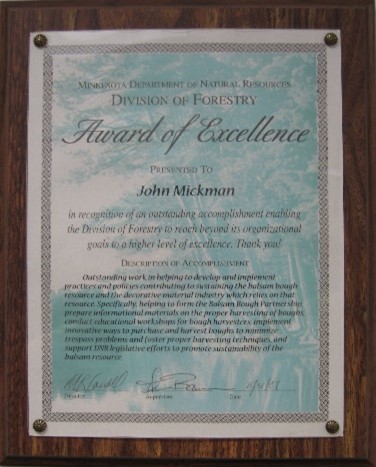 MINNESOTA DEPARTMENT OF NATURAL RESOURCES
DIVISION OF FORESTRY
Award of Excellence
PRESENTED TO
John Mickman
in recognition of an outstanding accomplishment enabling
the Division of Forestry to reach beyond its organizational
goals to a higher level of excellence. Thank you!
DESCRIPTION OF ACCOMPLISHMENT
Outstanding work in helping to develop and implement
practices and policies contributing to sustaining the balsam bough
resource and the decorative material industry which relies on that
resource. Specifically, helping to form the Balsam Bough Partnership,
prepare informational materials on the proper harvesting of boughs,
conduct educational workshops for bough harvesters, implement
innovative ways to purchase and harvest boughs to minimize
trespass problems and foster proper harvesting techniques, and
support DNR legislative efforts to promote sustainability of the
balsam resource.
Director Supervisor Date